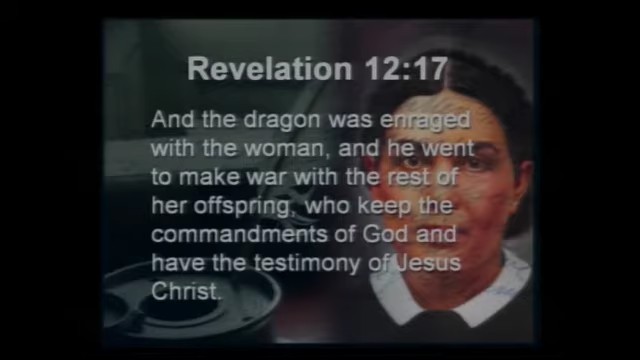 Revelation 12:17
And the dragon was enraged
with the woman, and he went
to make war with the rest of
her offspring, who keep the
commandments of God and
have the testimony of Jesus
Christ.